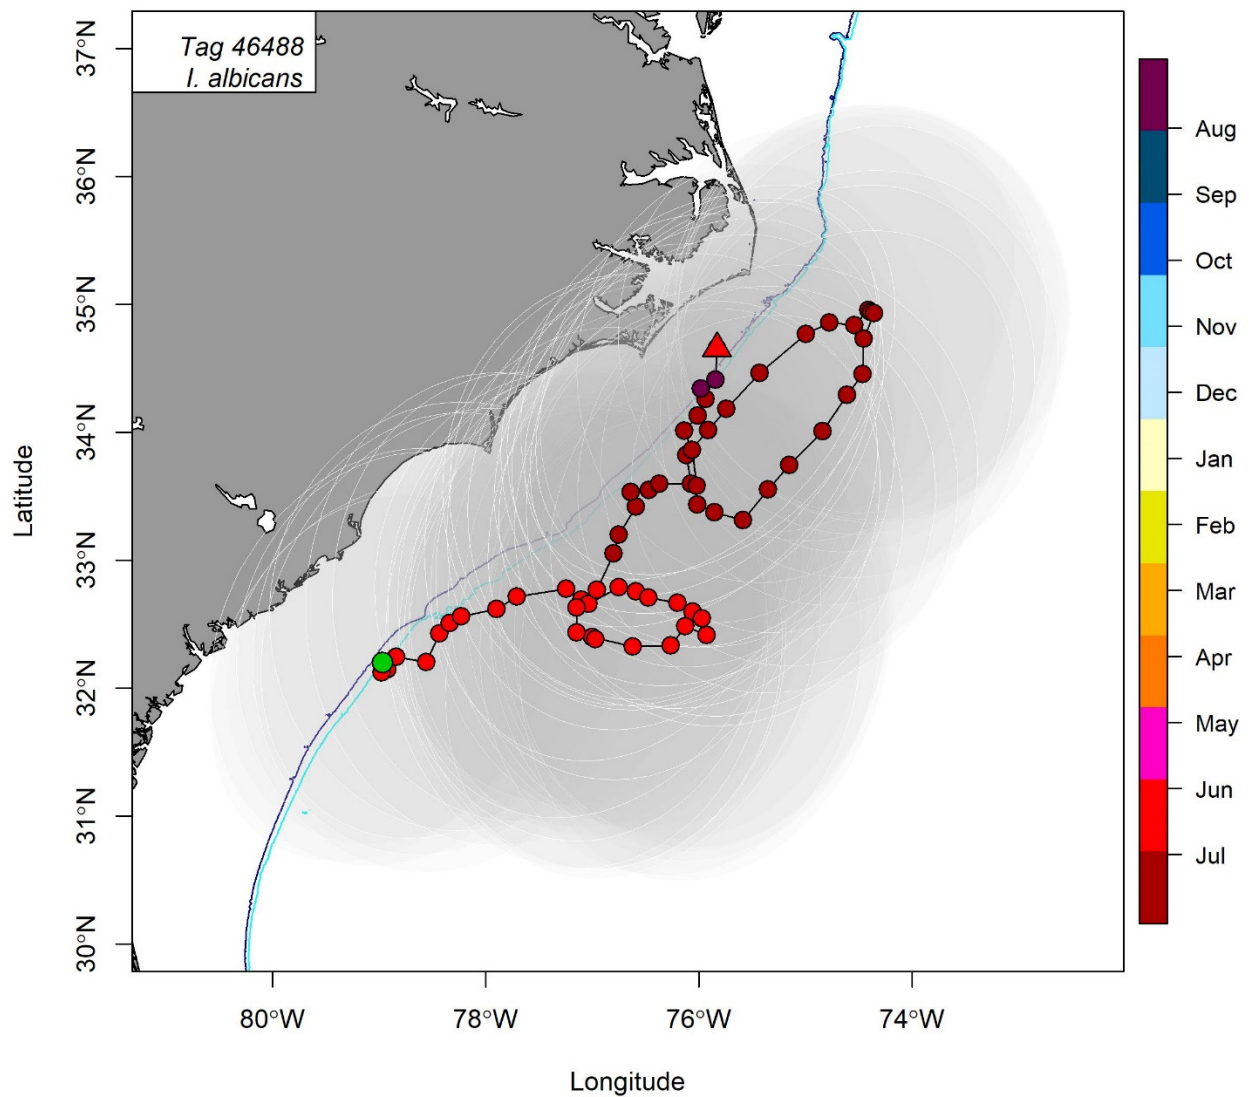 Tag 46488
I. albicans
37°N
36°N
35°N
34°N
33°N
32°N
31°N
30°N
Latitude
80°W
78°W
76°W
74°W
Longitude
Aug
Sep
Oct
Nov
Dec
Jan
Feb
Mar
Apr
May
Jun
Jul